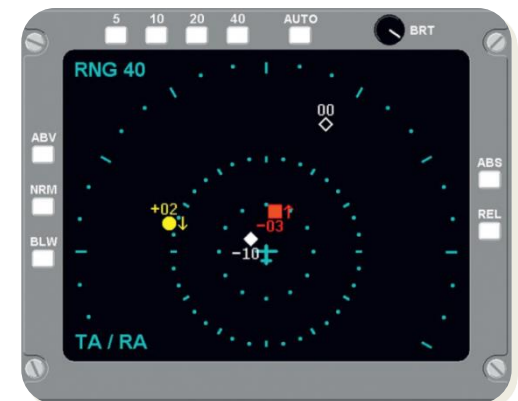 5 10 20 40 AUTO
BRT
RNG 40
00
ABV
ABS
NRM
+02
-03
REL
BLW
-10
TA / RA